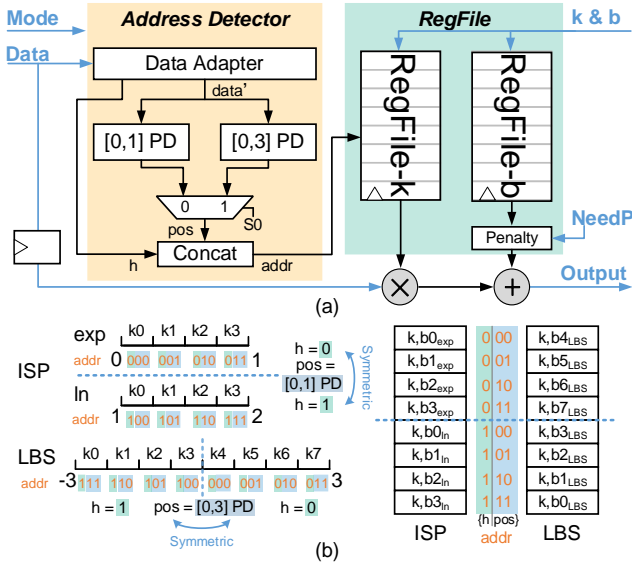 Mode
Address Detector
RegFile
k & b
Data
Data Adapter
data'
[0,1] PD
[0,3] PD
RegFile-k
RegFile-b
0 1
S0
pos
NeedP
Penalty
Concat
h
addr
×
+
Output
(a)
exp
k0 k1 k2 k3
addr
0 000 001 010 011 1
ISP
ln
k0 k1 k2 k3
addr
1 100 101 110 111 2
h = 0
pos =
[0,1] PD
h = 1
Symmetric
LBS
k0 k1 k2 k3 k4 k5 k6 k7
addr
-3 111 110 101 100 000 001 010 011 3
h = 1
pos = [0,3] PD
h = 0
Symmetric
k,b0exp 0 00 k,b4LBS
k,b1exp 0 01 k,b5LBS
k,b2exp 0 10 k,b6LBS
k,b3exp 0 11 k,b7LBS
k,b0ln 1 00 k,b3LBS
k,b1ln 1 01 k,b2LBS
k,b2ln 1 10 k,b1LBS
k,b3ln 1 11 k,b0LBS
{h pos}
ISP addr LBS
(b)